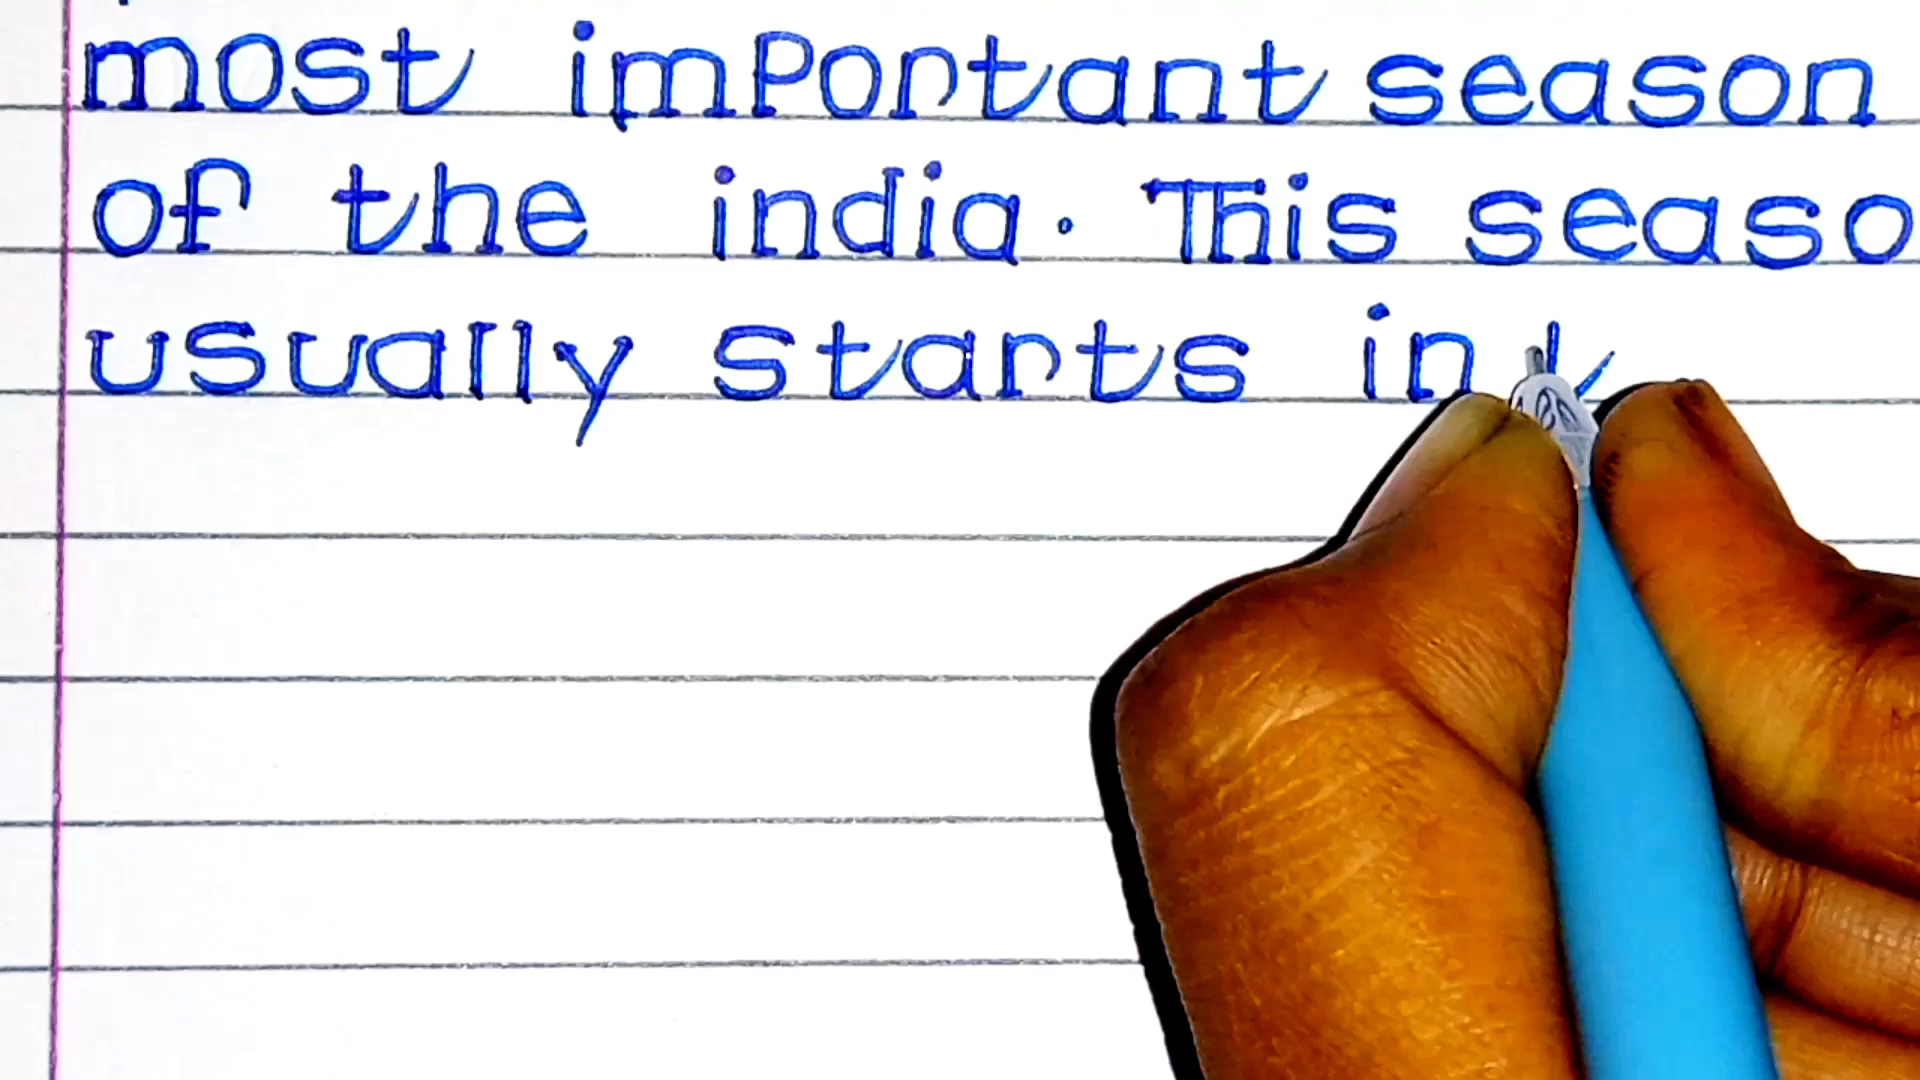 most imPortant season
of the india. This seaso
usually starts in t